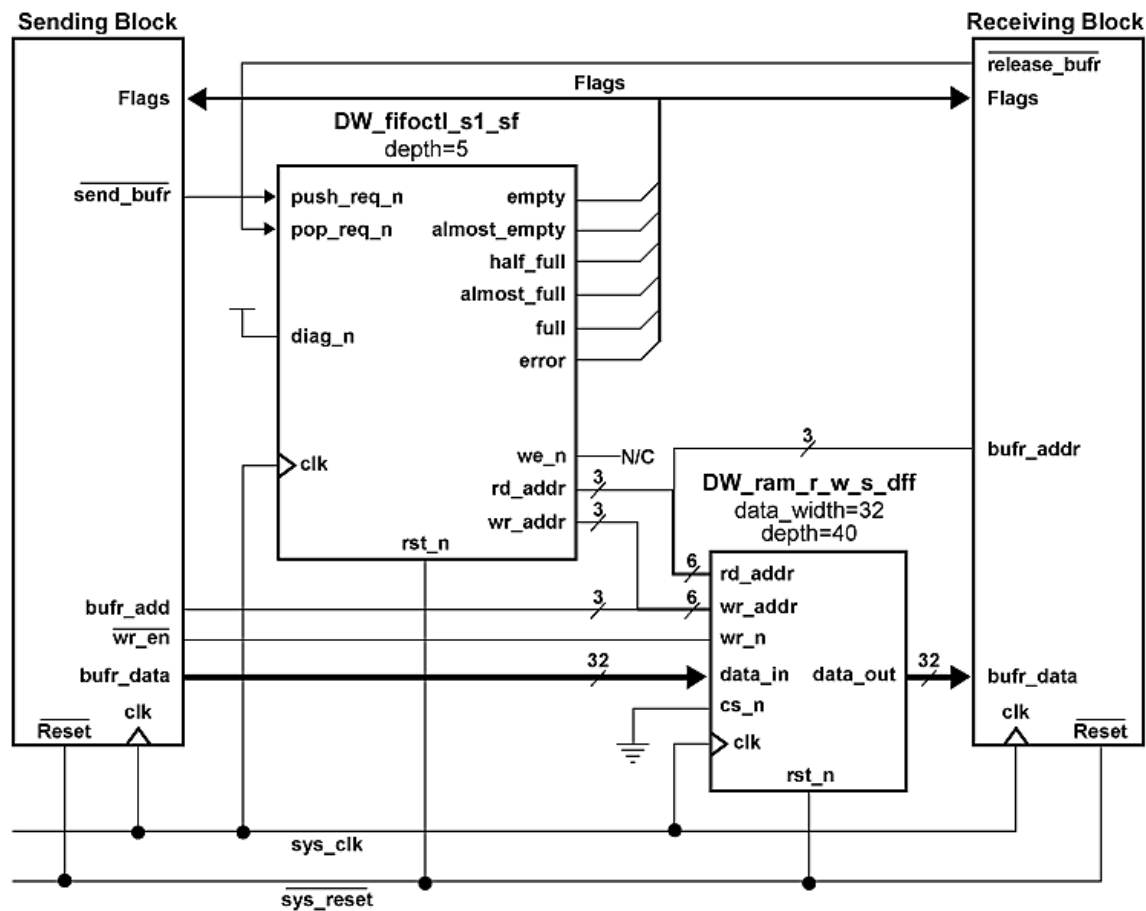 Sending Block
Receiving Block
release_bufr
Flags
Flags
Flags
DW_fifoctl_s1_sf
depth=5
send_bufr
push_req_n
empty
pop_req_n
almost_empty
half_full
almost_full
diag_n
full
error
clk
we_n
N/C
3
bufr_addr
rd_addr
3
DW_ram_r_w_s_dff
data_width=32
depth=40
wr_addr
3
rst_n
6
rd_addr
bufr_add
3
6
wr_addr
wr_en
wr_n
bufr_data
32
data_in
data_out
32
bufr_data
cs_n
clk
Reset
clk
clk
Reset
rst_n
sys_clk
sys_reset